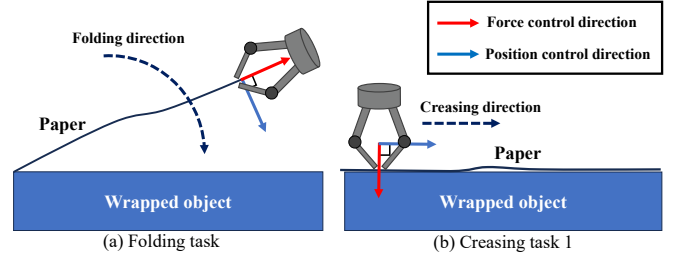 Folding direction
Paper
Wrapped object
(a) Folding task
Force control direction
Position control direction
Creasing direction
Paper
Wrapped object
(b) Creasing task 1